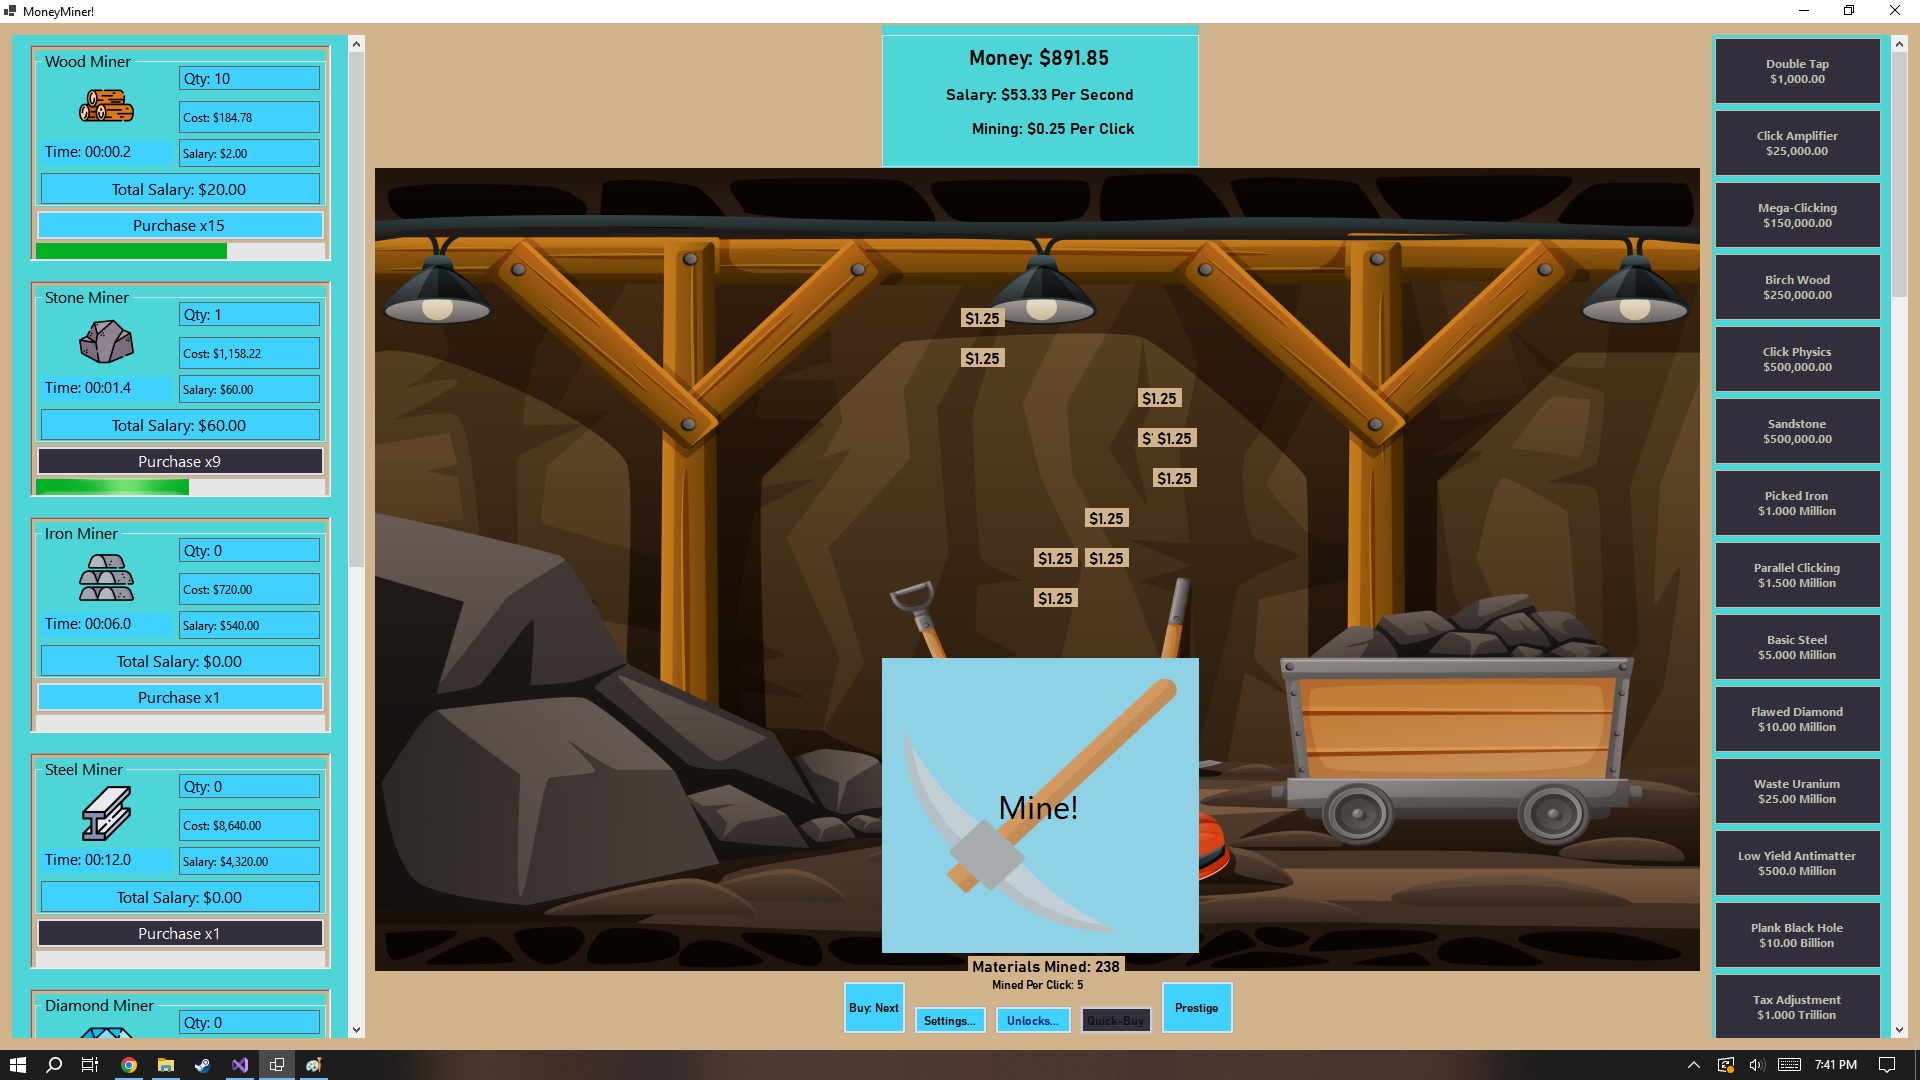 MoneyMiner!
Wood Miner
Qty: 10
Cost: $184.78
Time: 00:00.2
Salary: $2.00
Total Salary: $20.00
Purchase x15
Stone Miner
Qty: 1
Cost: $1,158.22
Time: 00:01.4
Salary: $60.00
Total Salary: $60.00
Purchase x9
Iron Miner
Qty: 0
Cost: $720.00
Time: 00:06.0
Salary: $540.00
Total Salary: $0.00
Purchase x1
Steel Miner
Qty: 0
Cost: $8,640.00
Time: 00:12.0
Salary: $4,320.00
Total Salary: $0.00
Purchase x1
Diamond Miner
Qty: 0
Money: $891.85
Salary: $53.33 Per Second
Mining: $0.25 Per Click
$1.25
$1.25
$1.25
$1.25
$1.25
$1.25
$1.25 $1.25
$1.25
Mine!
Materials Mined: 238
Mined Per Click: 5
Buy: Next
Settings...
Unlocks...
Quick-Buy
Prestige
Double Tap
$1,000.00
Click Amplifier
$25,000.00
Mega-Clicking
$150,000.00
Birch Wood
$250,000.00
Click Physics
$500,000.00
Sandstone
$500,000.00
Picked Iron
$1.000 Million
Parallel Clicking
$1.500 Million
Basic Steel
$5.000 Million
Flawed Diamond
$10.00 Million
Waste Uranium
$25.00 Million
Low Yield Antimatter
$500.0 Million
Plank Black Hole
$10.00 Billion
Tax Adjustment
$1.000 Trillion
7:41 PM